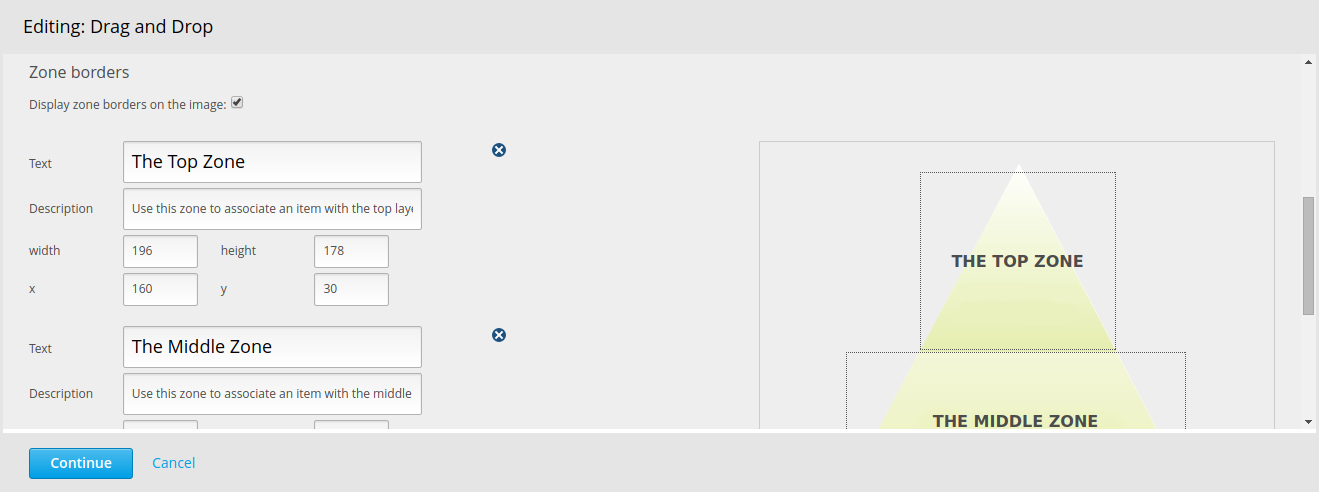 Editing: Drag and Drop
Zone borders
Display zone borders on the image:
Text The Top Zone
Description Use this zone to associate an item with the top
width 196 height 178
x 160 y 30
Text The Middle Zone
Description Use this zone to associate an item with the middle
THE TOP ZONE
THE MIDDLE ZONE
Continue Cancel